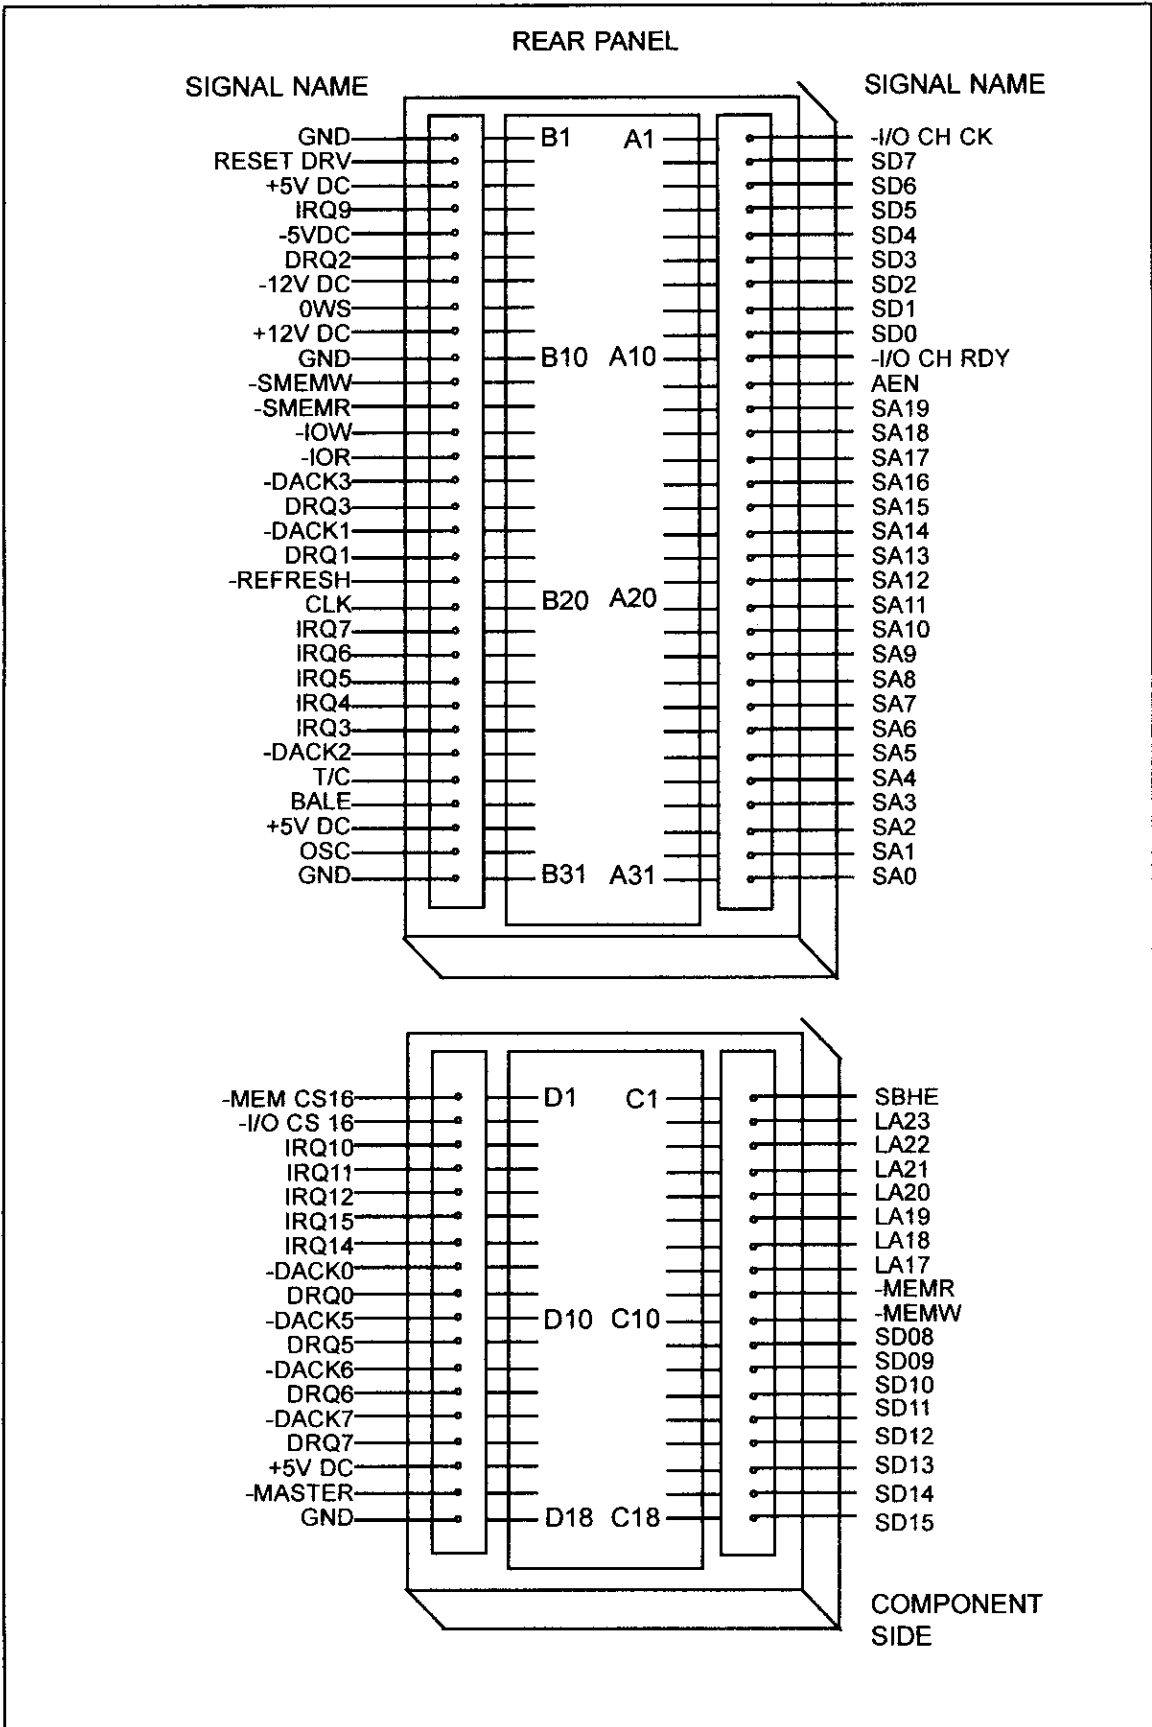 REAR PANEL
SIGNAL NAME SIGNAL NAME
GND B1 A1 -I/O CH CK
RESET DRV SD7
+5V DC SD6
IRQ9 SD5
-5VDC SD4
DRQ2 SD3
-12V DC SD2
0WS SD1
+12V DC SD0
GND B10 A10 -I/O CH RDY
-SMEMW AEN
-SMEMR SA19
-IOW SA18
-IOR SA17
-DACK3 SA16
DRQ3 SA15
-DACK1 SA14
DRQ1 SA13
-REFRESH SA12
CLK B20 A20 SA11
IRQ7 SA10
IRQ6 SA9
IRQ5 SA8
IRQ4 SA7
IRQ3 SA6
-DACK2 SA5
T/C SA4
BALE SA3
+5V DC SA2
OSC SA1
GND B31 A31 SA0
-MEM CS16 D1 C1 SBHE
-I/O CS 16 LA23
IRQ10 LA22
IRQ11 LA21
IRQ12 LA20
IRQ15 LA19
IRQ14 LA18
-DACK0 LA17
DRQ0 -MEMR
-DACK5 D10 C10 -MEMW
DRQ5 SD08
-DACK6 SD09
DRQ6 SD10
-DACK7 SD11
DRQ7 SD12
+5V DC SD13
-MASTER SD14
GND D18 C18 SD15
COMPONENT
SIDE